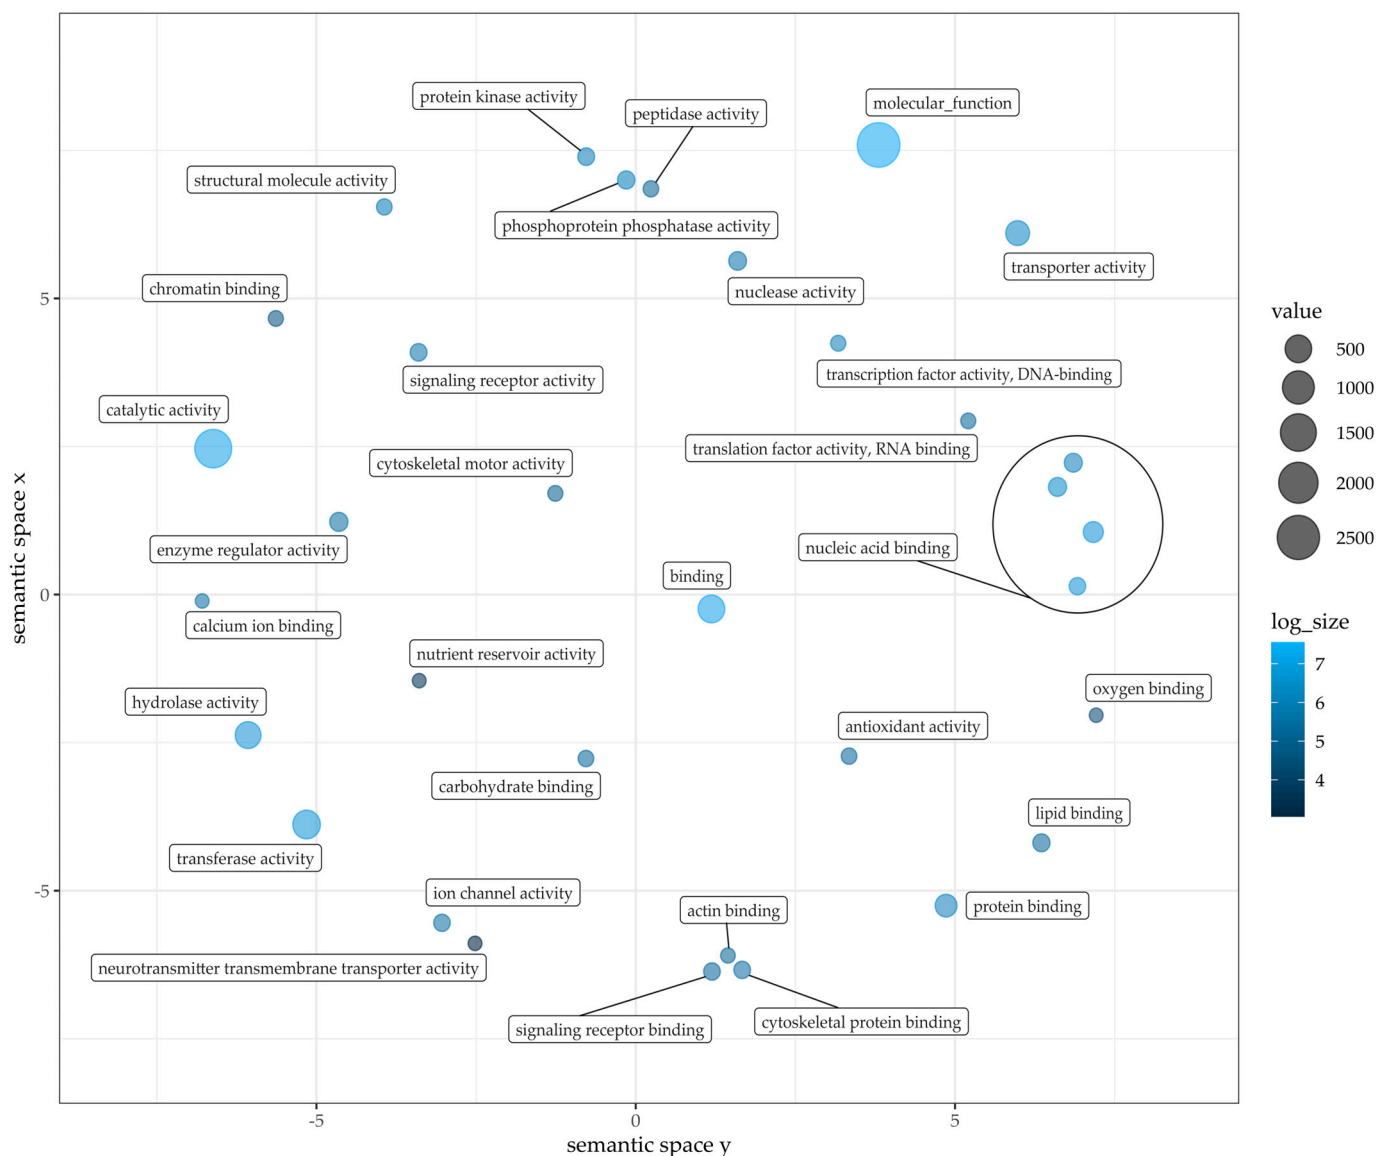 protein kinase activity
molecular_function
peptidase activity
structural molecule activity
phosphoprotein phosphatase activity
transporter activity
chromatin binding
nuclease activity
5
signaling receptor activity
transcription factor activity, DNA-binding
catalytic activity
translation factor activity, RNA binding
cytoskeletal motor activity
enzyme regulator activity
nucleic acid binding
binding
0
calcium ion binding
nutrient reservoir activity
oxygen binding
hydrolase activity
antioxidant activity
carbohydrate binding
lipid binding
transferase activity
-5
ion channel activity
protein binding
actin binding
neurotransmitter transmembrane transporter activity
cytoskeletal protein binding
signaling receptor binding
semantic space x
-5
0
5
semantic space y
value
500
1000
1500
2000
2500
log_size
7
6
5
4